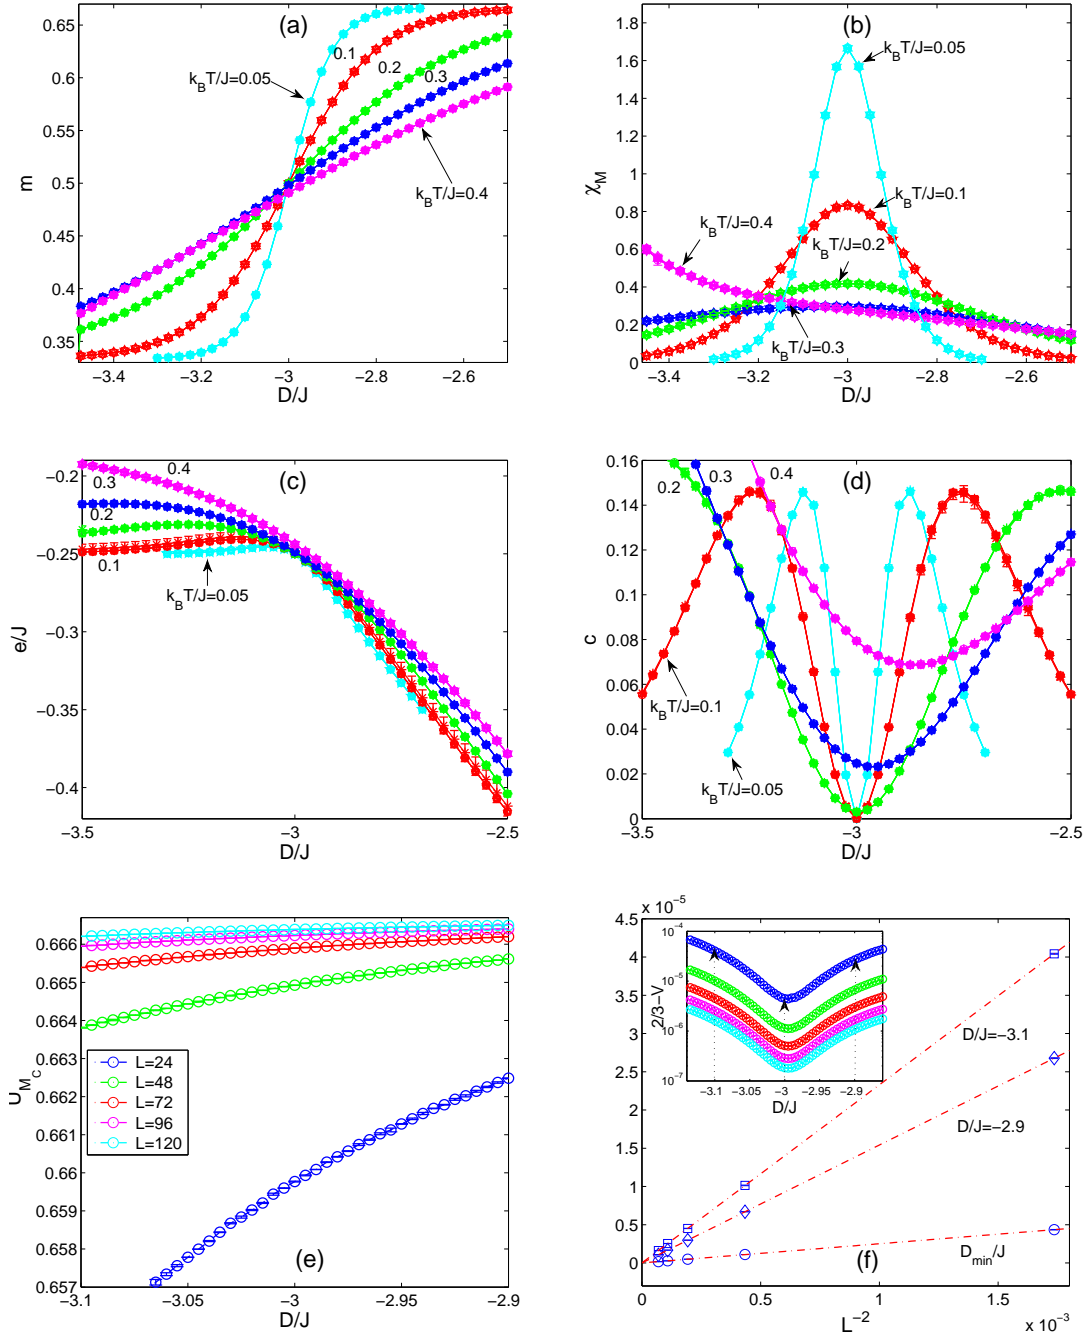 (a)
0.65
0.6
0.55
0.5
0.45
0.4
0.35
m
k_BT/J=0.05
0.1
0.2
0.3
k_BT/J=0.4
−3.4
−3.2
−3
−2.8
−2.6
D/J
(b)
1.8
1.6
1.4
1.2
1
0.8
0.6
0.4
0.2
0
χ_M
k_BT/J=0.05
k_BT/J=0.1
k_BT/J=0.4
k_BT/J=0.2
k_BT/J=0.3
−3.4
−3.2
−3
−2.8
−2.6
D/J
(c)
−0.2
−0.25
−0.3
−0.35
−0.4
e/J
0.4
0.3
0.2
0.1
k_BT/J=0.05
−3.5
−3
−2.5
D/J
(d)
0.16
0.14
0.12
0.1
0.08
0.06
0.04
0.02
0
c
0.2
0.3
0.4
k_BT/J=0.1
k_BT/J=0.05
−3.5
−3
−2.5
D/J
0.666
0.665
0.664
0.663
0.662
0.661
0.66
0.659
0.658
0.657
U_{M_C}
L=24
L=48
L=72
L=96
L=120
(e)
−3.1
−3.05
−3
−2.95
−2.9
D/J
x 10^{−5}
4.5
4
3.5
3
2.5
2
1.5
1
0.5
0
10^{−4}
10^{−5}
10^{−6}
10^{−7}
2/3−V
−3.1
−3.05
−3
−2.95
−2.9
D/J
D/J=−3.1
D/J=−2.9
D_{min}/J
(f)
0
0.5
1
1.5
x 10^{−3}
L^{−2}